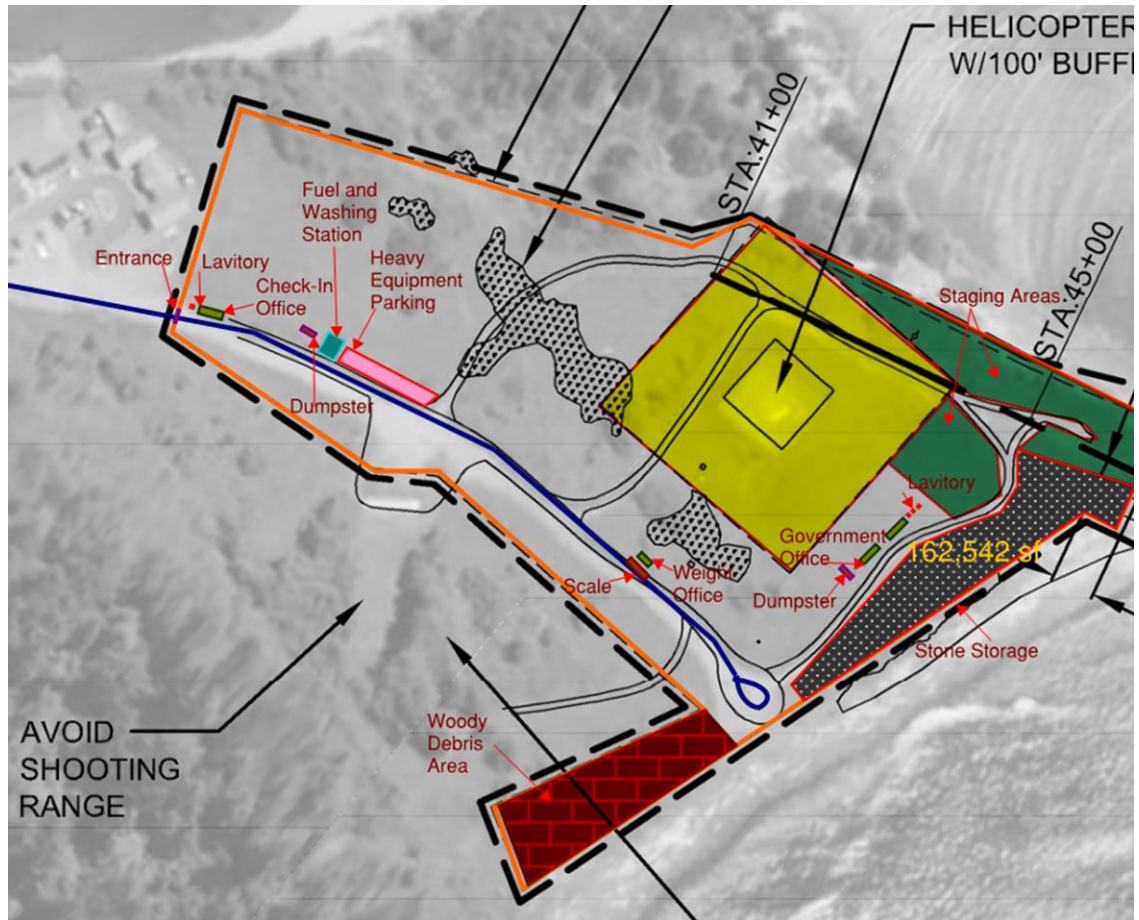 HELICOPTER
W/100' BUFF
STA:41+00
Fuel and
Washing
Station
Entrance
Lavitory
Check-In
Office
Heavy
Equipment
Parking
STA:45+00
Staging Areas
Dumpster
Lavitory
Government
Office
162,542 sf
Scale
Weight
Office
Dumpster
Stone Storage
AVOID
SHOOTING
RANGE
Woody
Debris
Area